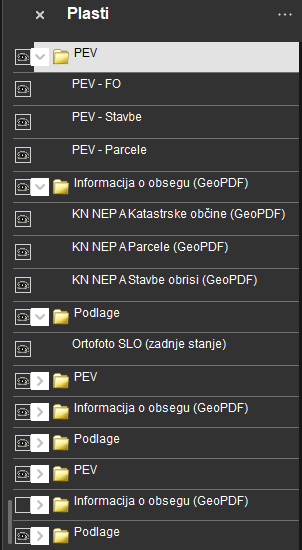 Plasti
PEV
PEV - FO
PEV - Stavbe
PEV - Parcele
Informacija o obsegu (GeoPDF)
KN NEP A Katastrske občine (GeoPDF)
KN NEP A Parcele (GeoPDF)
KN NEP A Stavbe obrisi (GeoPDF)
Podlage
Ortofoto SLO (zadnje stanje)
PEV
Informacija o obsegu (GeoPDF)
Podlage
PEV
Informacija o obsegu (GeoPDF)
Podlage